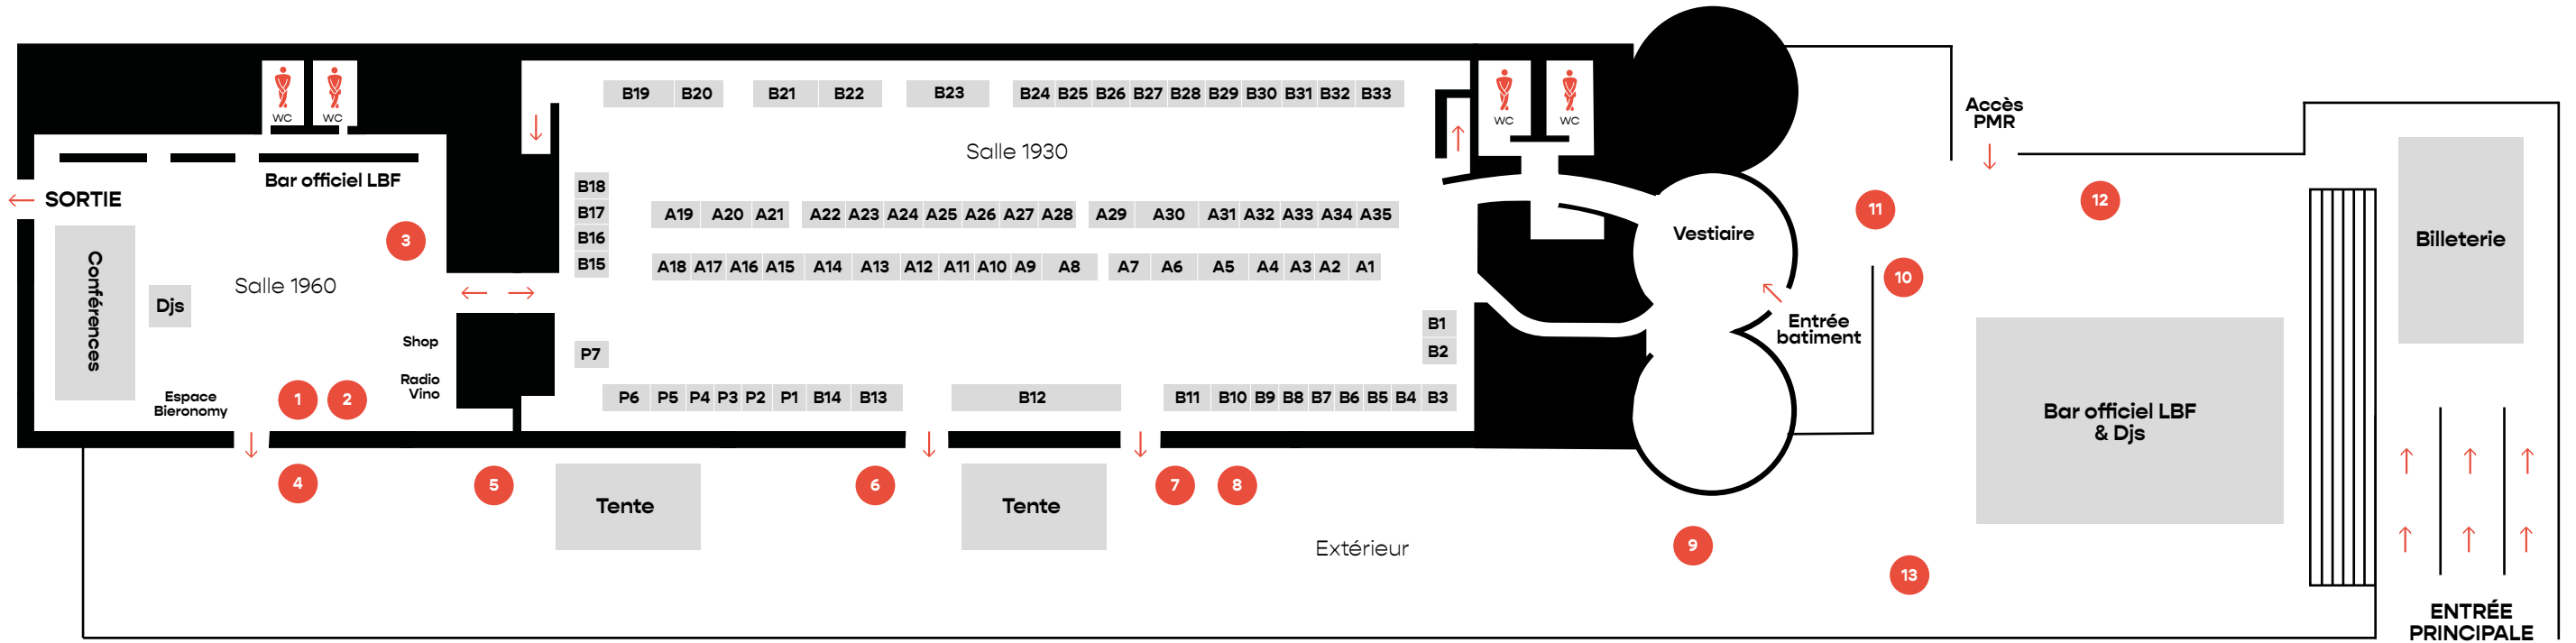 WC
WC
SORTIE
Bar officiel LBF
3
Conférences
Salle 1960
Djs
Shop
Radio
Vino
Espace
Bieronomy
1
2
4
5
B19 B20 B21 B22 B23 B24 B25 B26 B27 B28 B29 B30 B31 B32 B33
Salle 1930
B18
B17
B16
B15
A19 A20 A21 A22 A23 A24 A25 A26 A27 A28 A29 A30 A31 A32 A33 A34 A35
A18 A17 A16 A15 A14 A13 A12 A11 A10 A9 A8 A7 A6 A5 A4 A3 A2 A1
B1
B2
P7
P6 P5 P4 P3 P2 P1 B14 B13 B12 B11 B10 B9 B8 B7 B6 B5 B4 B3
Tente
6
Tente
7
8
Extérieur
9
WC
WC
Vestiaire
Entrée
batiment
Accès
PMR
11
10
12
13
Bar officiel LBF
& Djs
Billeterie
ENTRÉE
PRINCIPALE